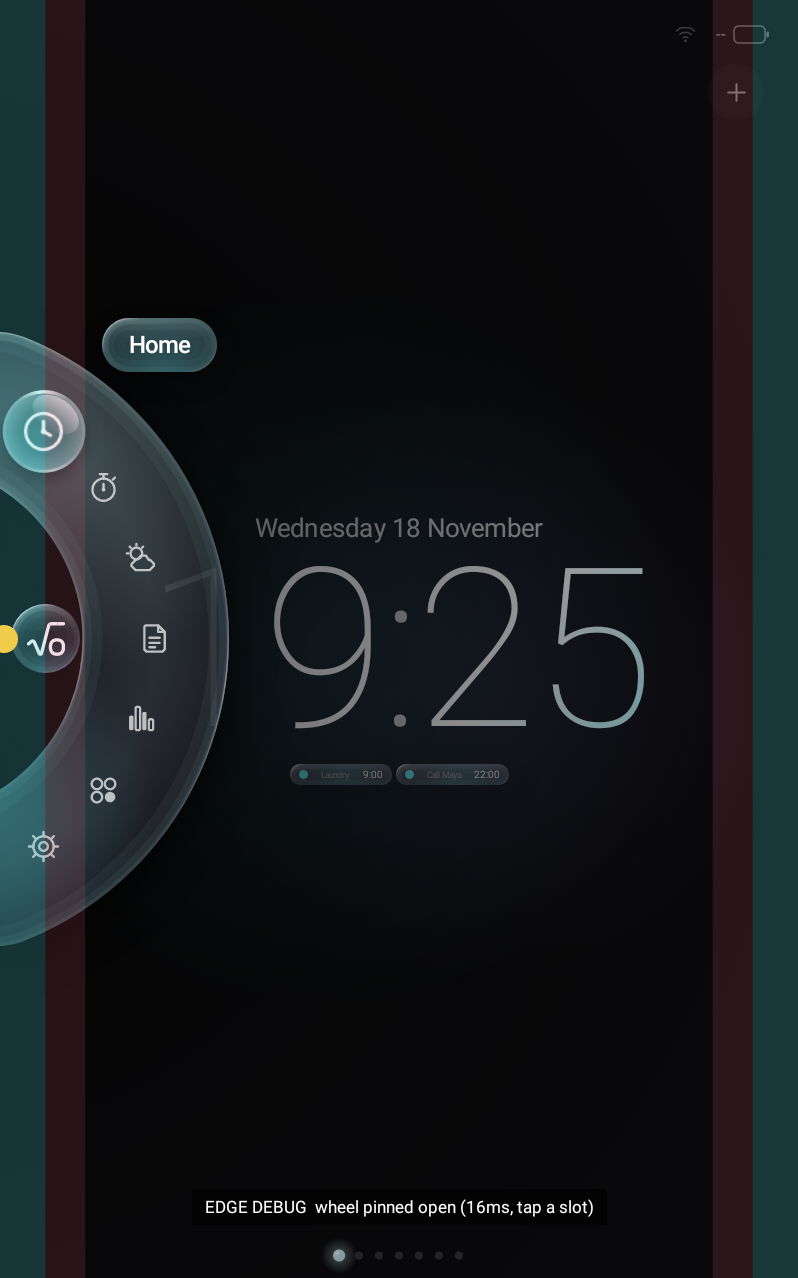 --
Home
Wednesday 18 November
9:25
Laundry 9:00 Call Maya 22:00
√6
EDGE DEBUG wheel pinned open (16ms, tap a slot)